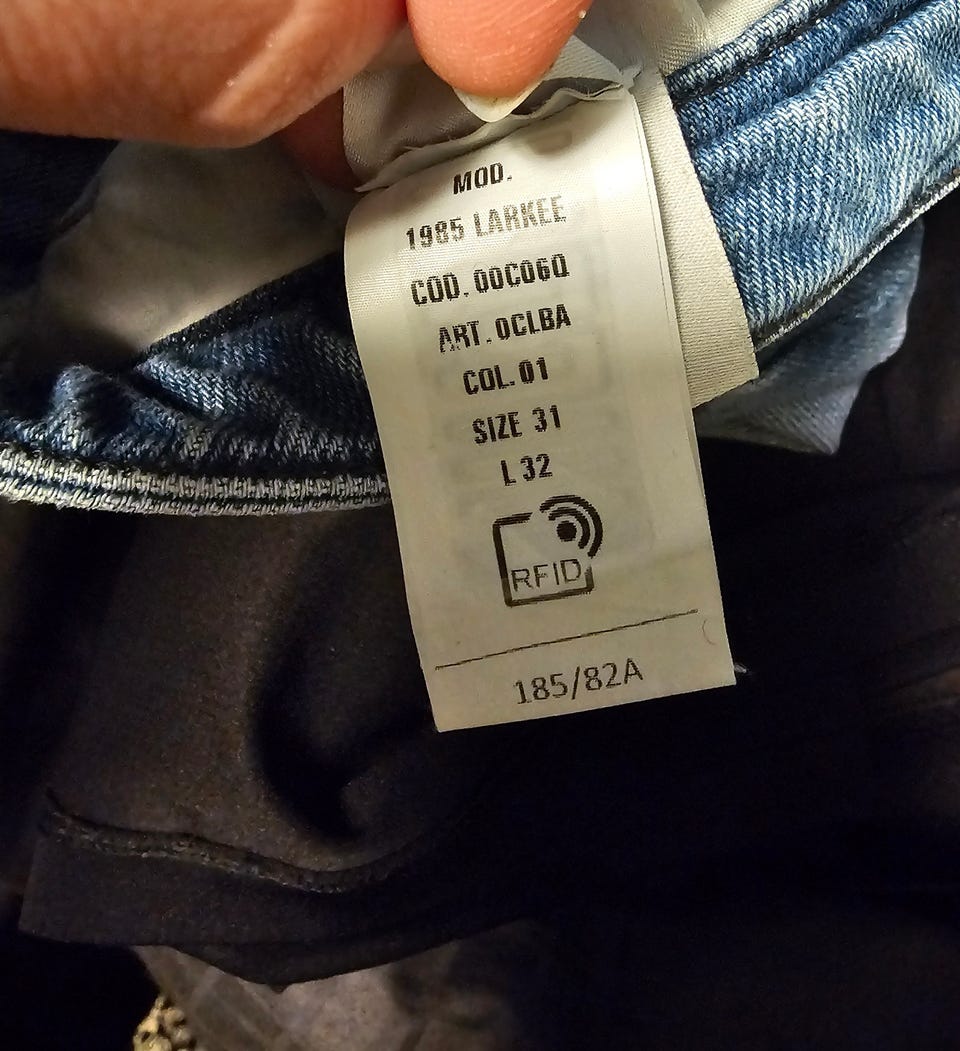 MOD.
1985 LARKEE
COD. 00C06Q
ART. 0CLBA
COL. 01
SIZE 31
L 32
RFID
185/82A